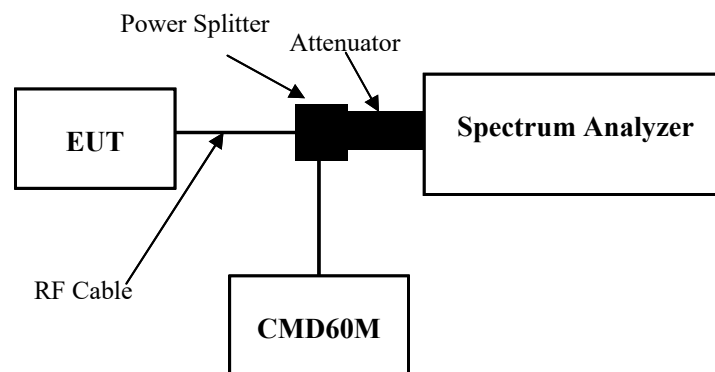 Power Splitter
Attenuator
EUT
Spectrum Analyzer
RF Cable
CMD60M